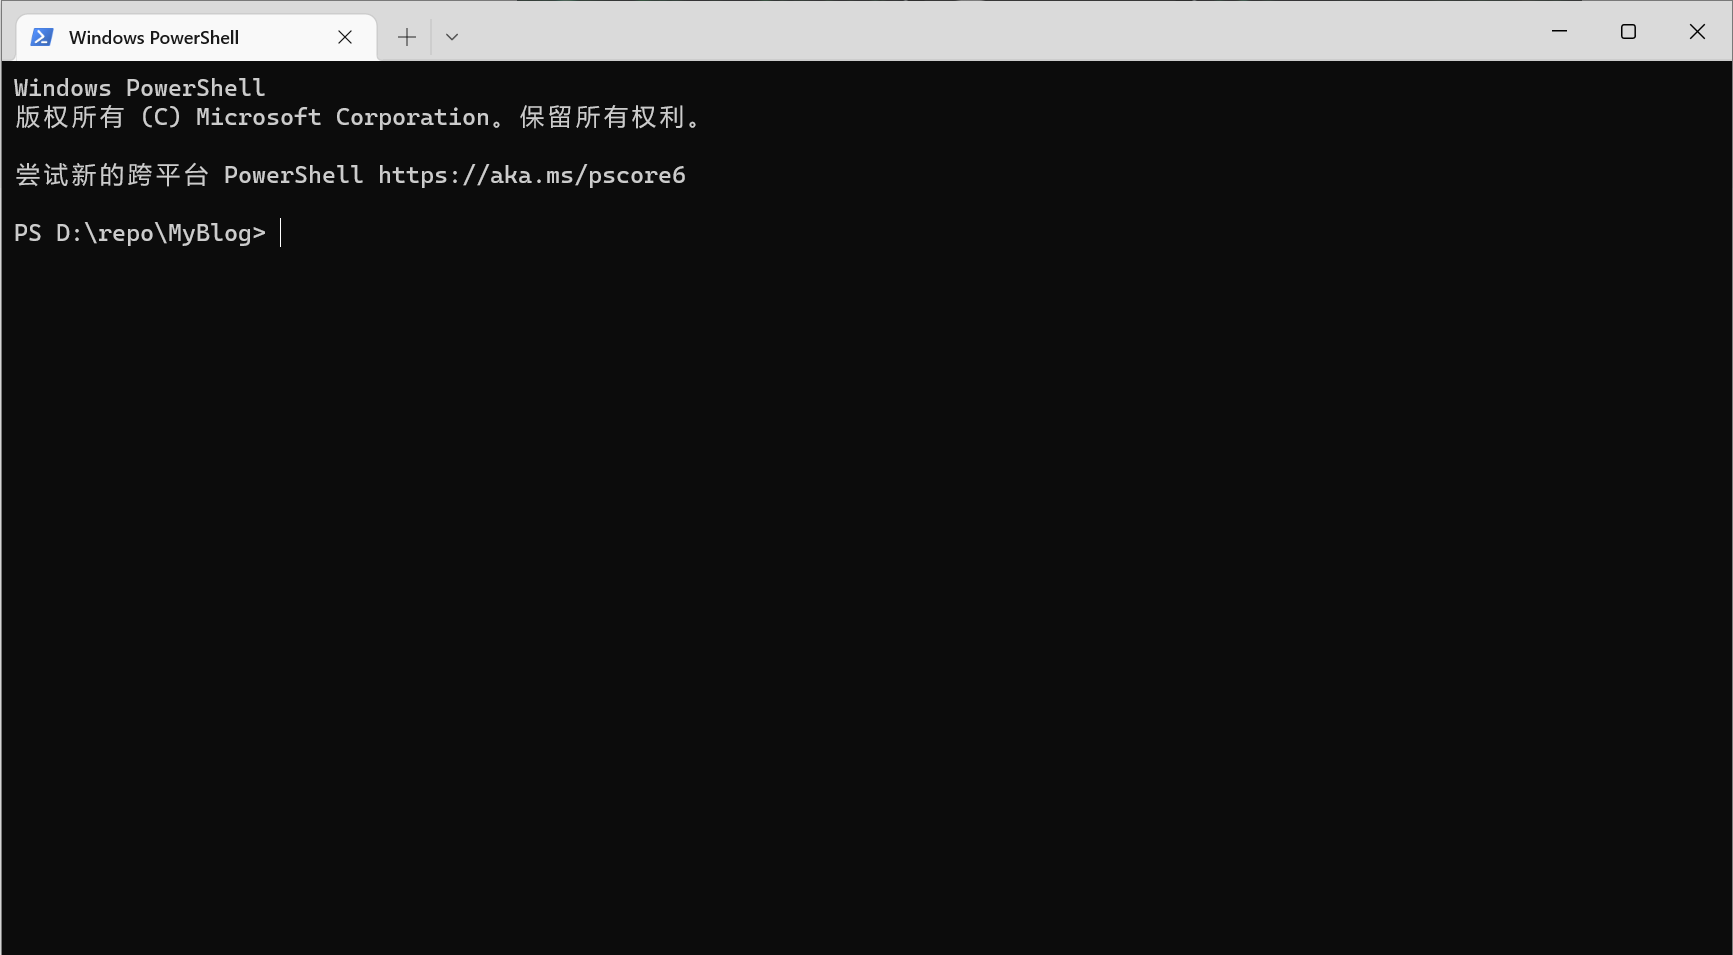 Windows PowerShell
Windows PowerShell
版权所有 (C) Microsoft Corporation。保留所有权利。
尝试新的跨平台 PowerShell https://aka.ms/pscore6
PS D:\repo\MyBlog>